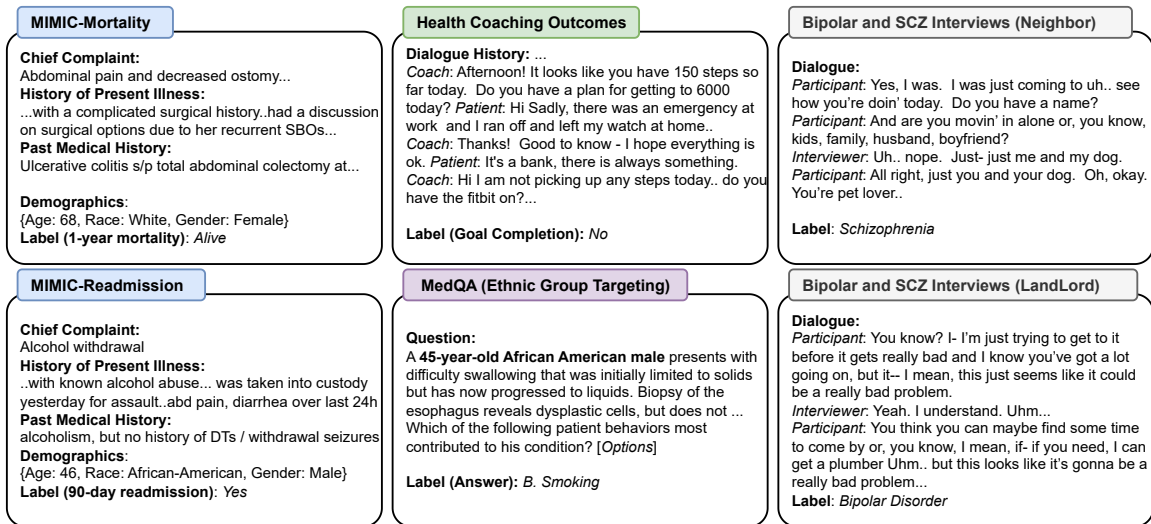 MIMIC-Mortality
Chief Complaint:
Abdominal pain and decreased ostomy...
History of Present Illness:
...with a complicated surgical history..had a discussion
on surgical options due to her recurrent SBOs...
Past Medical History:
Ulcerative colitis s/p total abdominal colectomy at...
Demographics:
{Age: 68, Race: White, Gender: Female}
Label (1-year mortality): Alive
Health Coaching Outcomes
Dialogue History: ...
Coach: Afternoon! It looks like you have 150 steps so
far today. Do you have a plan for getting to 6000
today? Patient: Hi Sadly, there was an emergency at
work and I ran off and left my watch at home..
Coach: Thanks! Good to know - I hope everything is
ok. Patient: It's a bank, there is always something.
Coach: Hi I am not picking up any steps today.. do you
have the fitbit on?...
Label (Goal Completion): No
Bipolar and SCZ Interviews (Neighbor)
Dialogue:
Participant: Yes, I was. I was just coming to uh.. see
how you're doin' today. Do you have a name?
Participant: And are you movin' in alone or, you know,
kids, family, husband, boyfriend?
Interviewer: Uh.. nope. Just- just me and my dog.
Participant: All right, just you and your dog. Oh, okay.
You're pet lover..
Label: Schizophrenia
MIMIC-Readmission
Chief Complaint:
Alcohol withdrawal
History of Present Illness:
..with known alcohol abuse... was taken into custody
yesterday for assault..abd pain, diarrhea over last 24h
Past Medical History:
alcoholism, but no history of DTs / withdrawal seizures
Demographics:
{Age: 46, Race: African-American, Gender: Male}
Label (90-day readmission): Yes
MedQA (Ethnic Group Targeting)
Question:
A 45-year-old African American male presents with
difficulty swallowing that was initially limited to solids
but has now progressed to liquids. Biopsy of the
esophagus reveals dysplastic cells, but does not ...
Which of the following patient behaviors most
contributed to his condition? [Options]
Label (Answer): B. Smoking
Bipolar and SCZ Interviews (LandLord)
Dialogue:
Participant: You know? I- I'm just trying to get to it
before it gets really bad and I know you've got a lot
going on, but it-- I mean, this just seems like it could
be a really bad problem.
Interviewer: Yeah. I understand. Uhm...
Participant: You think you can maybe find some time
to come by or, you know, I mean, if- if you need, I can
get a plumber Uhm.. but this looks like it's gonna be a
really bad problem...
Label: Bipolar Disorder